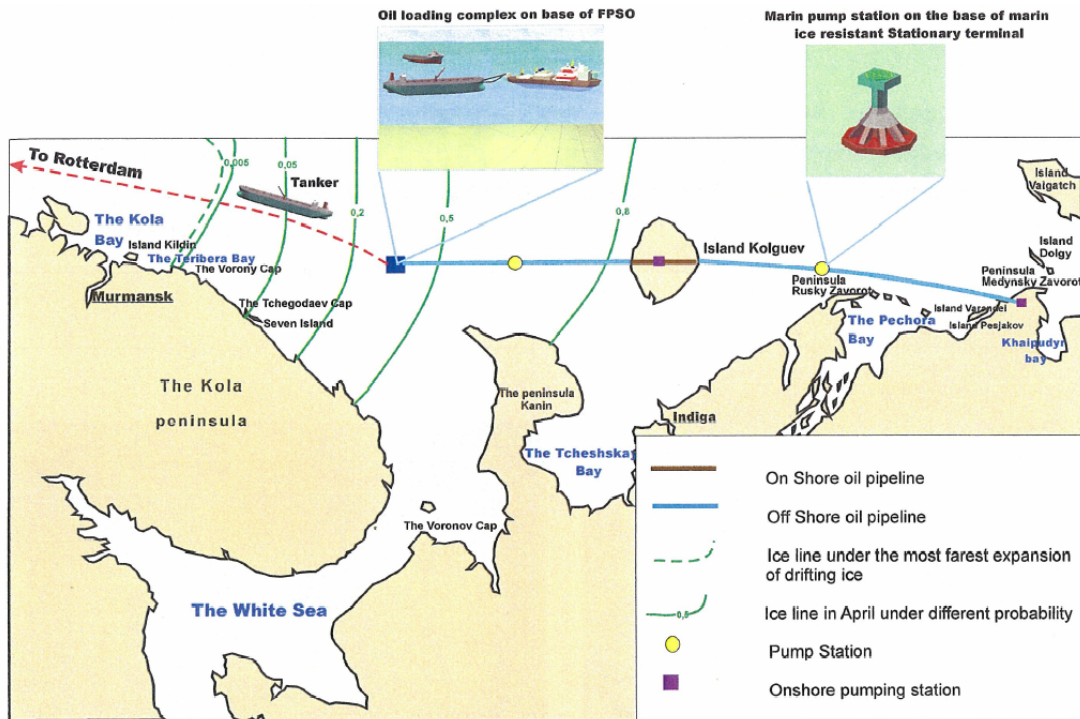 Oil loading complex on base of FPSO
Marin pump station on the base of marin
ice resistant Stationary terminal
To Rotterdam
0,005
0,05
Tanker
0,2
0,5
0,8
Island
Vaigatch
The Kola
Bay
Island Kildin
The Teribera Bay
The Vorony Cap
Murmansk
The Tchegodaev Cap
Seven Island
Island Kolguev
Island
Dolgy
Peninsula
Medynsky Zavorot
Peninsula
Rusky Zavorot
Island Varandei
Island Pesjakov
The Pechora
Bay
Khaipudyr
bay
The Kola
peninsula
The peninsula
Kanin
Indiga
The Tcheshskay
Bay
The Voronov Cap
The White Sea
On Shore oil pipeline
Off Shore oil pipeline
Ice line under the most farest expansion
of drifting ice
0,5
Ice line in April under different probability
Pump Station
Onshore pumping station